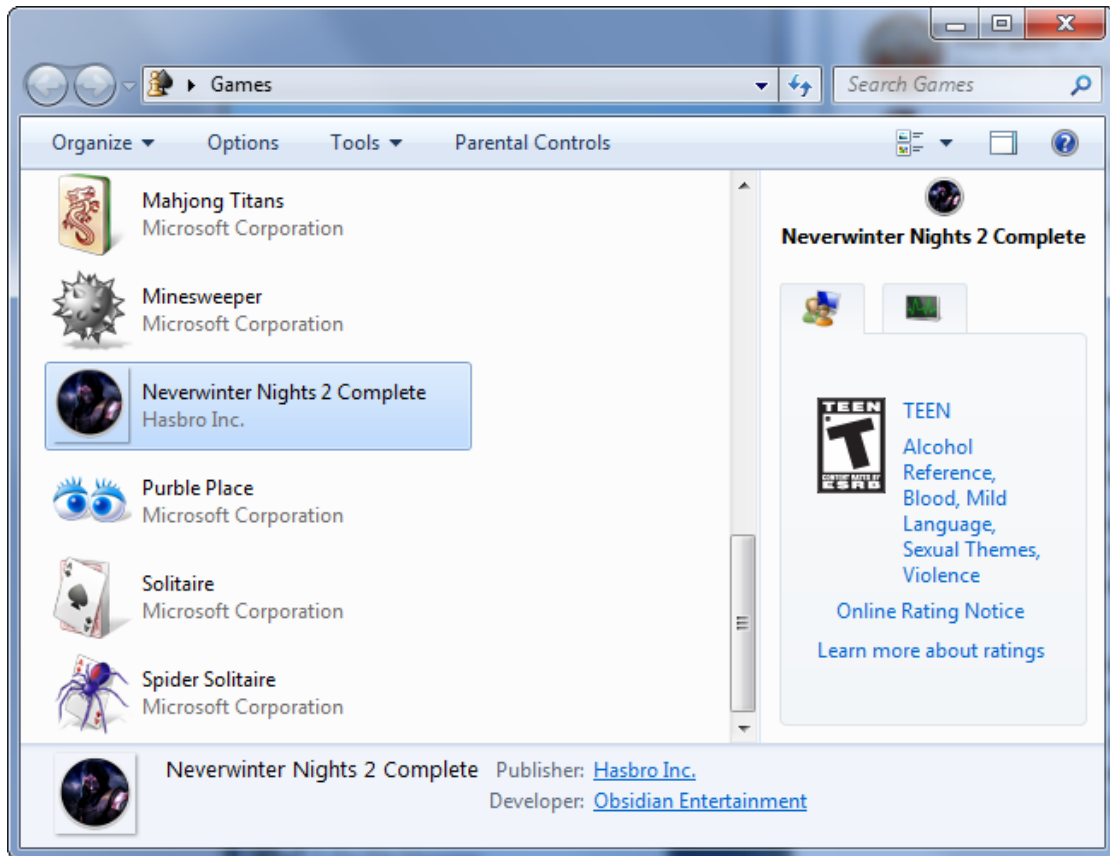 Games
Search Games
Organize Options Tools Parental Controls
Mahjong Titans
Microsoft Corporation
Minesweeper
Microsoft Corporation
Neverwinter Nights 2 Complete
Hasbro Inc.
Purble Place
Microsoft Corporation
Solitaire
Microsoft Corporation
Spider Solitaire
Microsoft Corporation
Neverwinter Nights 2 Complete
TEEN
T
CONTENT RATED BY
ESRB
TEEN
Alcohol
Reference,
Blood, Mild
Language,
Sexual Themes,
Violence
Online Rating Notice
Learn more about ratings
Neverwinter Nights 2 Complete Publisher: Hasbro Inc.
Developer: Obsidian Entertainment